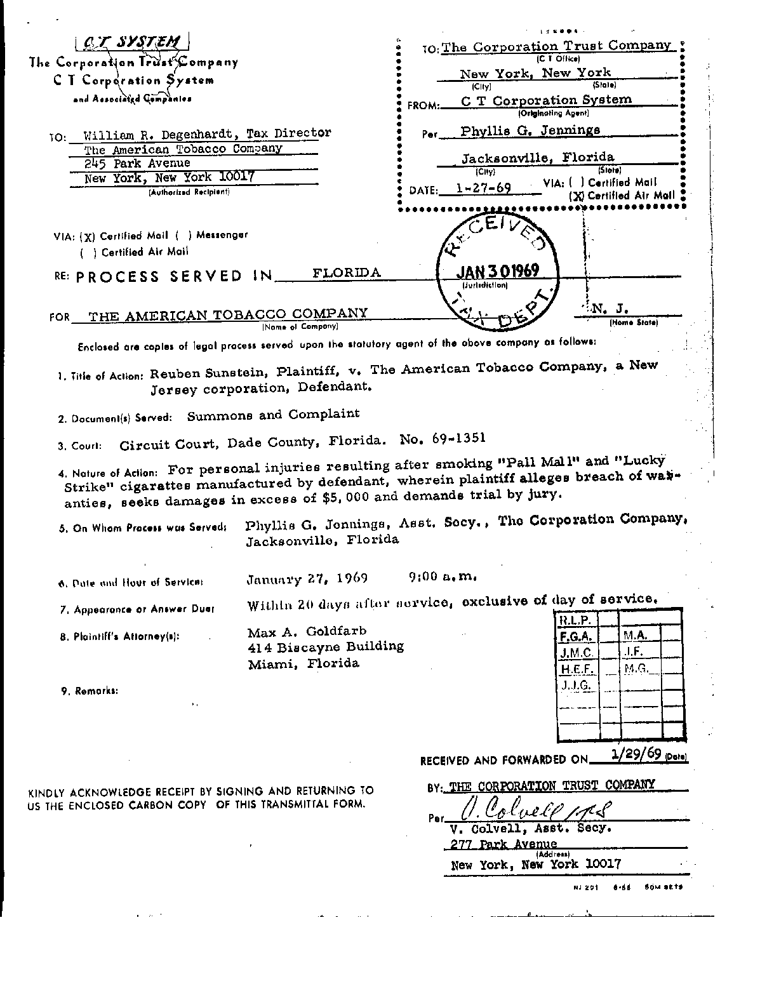 C T SYSTEM
The Corporation Trust Company
C T Corporation System
and Associated Companies
TO: The Corporation Trust Company
(C T Office)
New York, New York
(City) (State)
FROM: C T Corporation System
(Originating Agent)
Per Phyllis G. Jennings
Jacksonville, Florida
(City) (State)
DATE: 1-27-69 VIA: ( ) Certified Mail
(X) Certified Air Mail
TO: William R. Degenhardt, Tax Director
The American Tobacco Company
245 Park Avenue
New York, New York 10017
(Authorized Recipient)
VIA: (X) Certified Mail ( ) Messenger
( ) Certified Air Mail
RECEIVED
JAN 30 1969
TAX DEPT.
RE: PROCESS SERVED IN FLORIDA
(Jurisdiction)
FOR THE AMERICAN TOBACCO COMPANY N. J.
(Name of Company) (Home State)
Enclosed are copies of legal process served upon the statutory agent of the above company as follows:
1. Title of Action: Reuben Sunstein, Plaintiff, v. The American Tobacco Company, a New
Jersey corporation, Defendant.
2. Document(s) Served: Summons and Complaint
3. Court: Circuit Court, Dade County, Florida. No. 69-1351
4. Nature of Action: For personal injuries resulting after smoking "Pall Mall" and "Lucky
Strike" cigarattes manufactured by defendant, wherein plaintiff alleges breach of war-
anties, seeks damages in excess of $5,000 and demands trial by jury.
5. On Whom Process was Served: Phyllis G. Jennings, Asst. Secy., The Corporation Company,
Jacksonville, Florida
6. Date and Hour of Service: January 27, 1969 9:00 a.m.
7. Appearance or Answer Due: Within 20 days after service, exclusive of day of service.
8. Plaintiff's Attorney(s): Max A. Goldfarb
414 Biscayne Building
Miami, Florida
9. Remarks:
R.L.P.
F.G.A. M.A.
J.M.C. J.F.
H.E.F. M.G.
J.J.G.
RECEIVED AND FORWARDED ON 1/29/69 (Date)
KINDLY ACKNOWLEDGE RECEIPT BY SIGNING AND RETURNING TO
US THE ENCLOSED CARBON COPY OF THIS TRANSMITTAL FORM.
BY: THE CORPORATION TRUST COMPANY
Per V. Colvell
V. Colvell, Asst. Secy.
277 Park Avenue
(Address)
New York, New York 10017
NJ 201 6-66 50M SETS